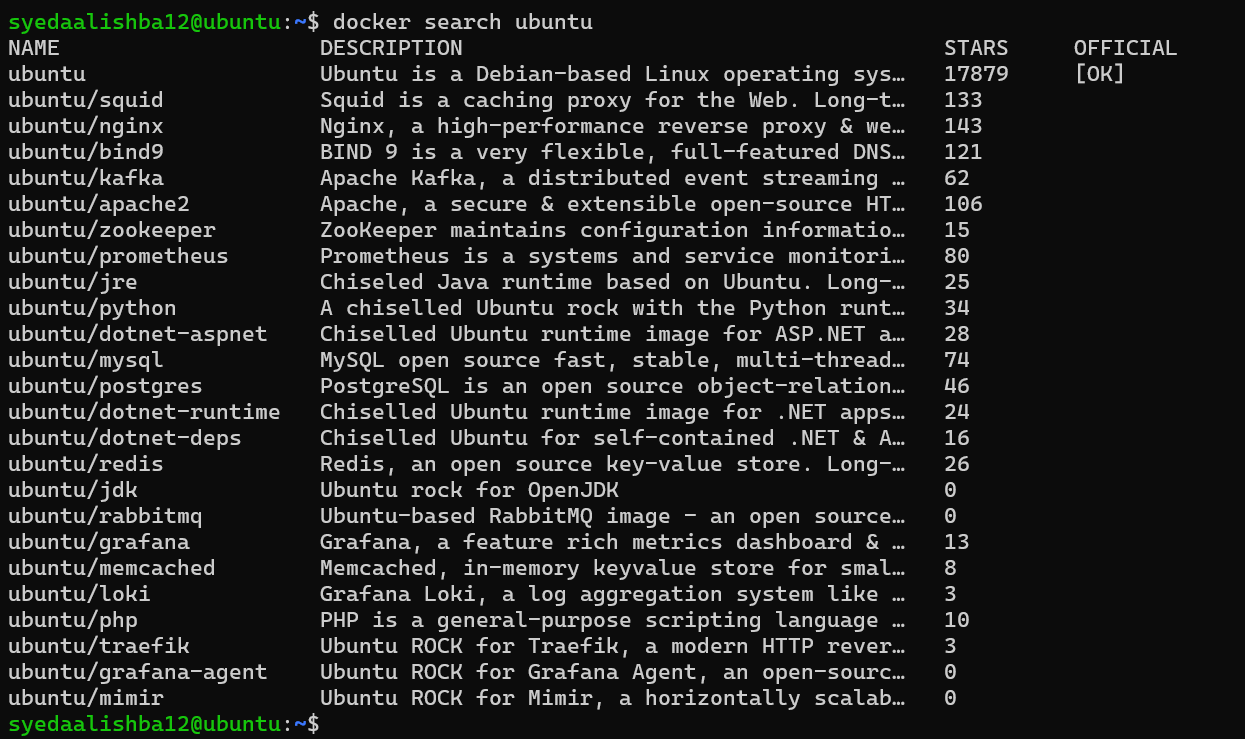 syedaalishba12@ubuntu:~$ docker search ubuntu
NAME                    DESCRIPTION                                     STARS     OFFICIAL
ubuntu                  Ubuntu is a Debian-based Linux operating sys…   17879     [OK]
ubuntu/squid            Squid is a caching proxy for the Web. Long-t…   133
ubuntu/nginx            Nginx, a high-performance reverse proxy & we…   143
ubuntu/bind9            BIND 9 is a very flexible, full-featured DNS…   121
ubuntu/kafka            Apache Kafka, a distributed event streaming …   62
ubuntu/apache2          Apache, a secure & extensible open-source HT…   106
ubuntu/zookeeper        ZooKeeper maintains configuration informatio…   15
ubuntu/prometheus       Prometheus is a systems and service monitori…   80
ubuntu/jre              Chiseled Java runtime based on Ubuntu. Long-…   25
ubuntu/python           A chiselled Ubuntu rock with the Python runt…   34
ubuntu/dotnet-aspnet    Chiselled Ubuntu runtime image for ASP.NET a…   28
ubuntu/mysql            MySQL open source fast, stable, multi-thread…   74
ubuntu/postgres         PostgreSQL is an open source object-relation…   46
ubuntu/dotnet-runtime   Chiselled Ubuntu runtime image for .NET apps…   24
ubuntu/dotnet-deps      Chiselled Ubuntu for self-contained .NET & A…   16
ubuntu/redis            Redis, an open source key-value store. Long-…   26
ubuntu/jdk              Ubuntu rock for OpenJDK                         0
ubuntu/rabbitmq         Ubuntu-based RabbitMQ image - an open source…   0
ubuntu/grafana          Grafana, a feature rich metrics dashboard & …   13
ubuntu/memcached        Memcached, in-memory keyvalue store for smal…   8
ubuntu/loki             Grafana Loki, a log aggregation system like …   3
ubuntu/php              PHP is a general-purpose scripting language …   10
ubuntu/traefik          Ubuntu ROCK for Traefik, a modern HTTP rever…   3
ubuntu/grafana-agent    Ubuntu ROCK for Grafana Agent, an open-sourc…   0
ubuntu/mimir            Ubuntu ROCK for Mimir, a horizontally scalab…   0
syedaalishba12@ubuntu:~$